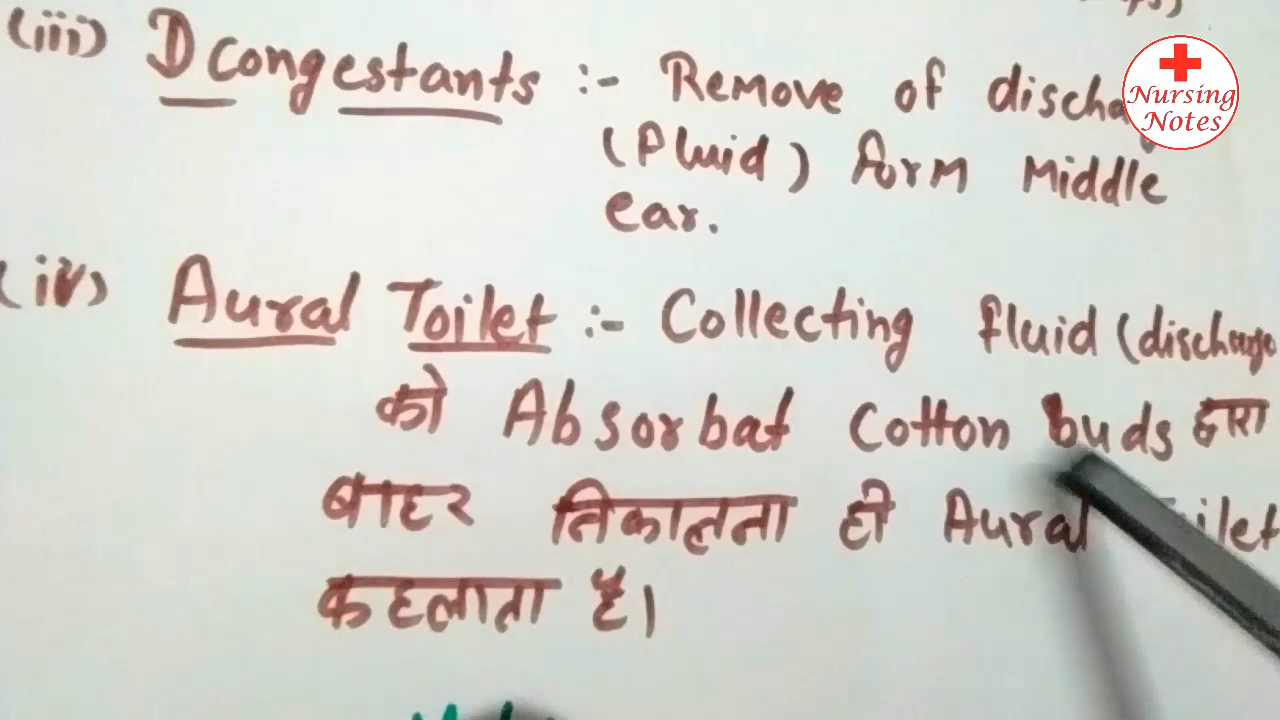 (iii) Dcongestants :- Remove of discha
Nursing
Notes
(Fluid) form Middle
ear.
(iv) Aural Toilet :- Collecting fluid (discharge
को Absorbat Cotton buds द्वारा
बाहर निकालना ही Aural
कहलाता है।